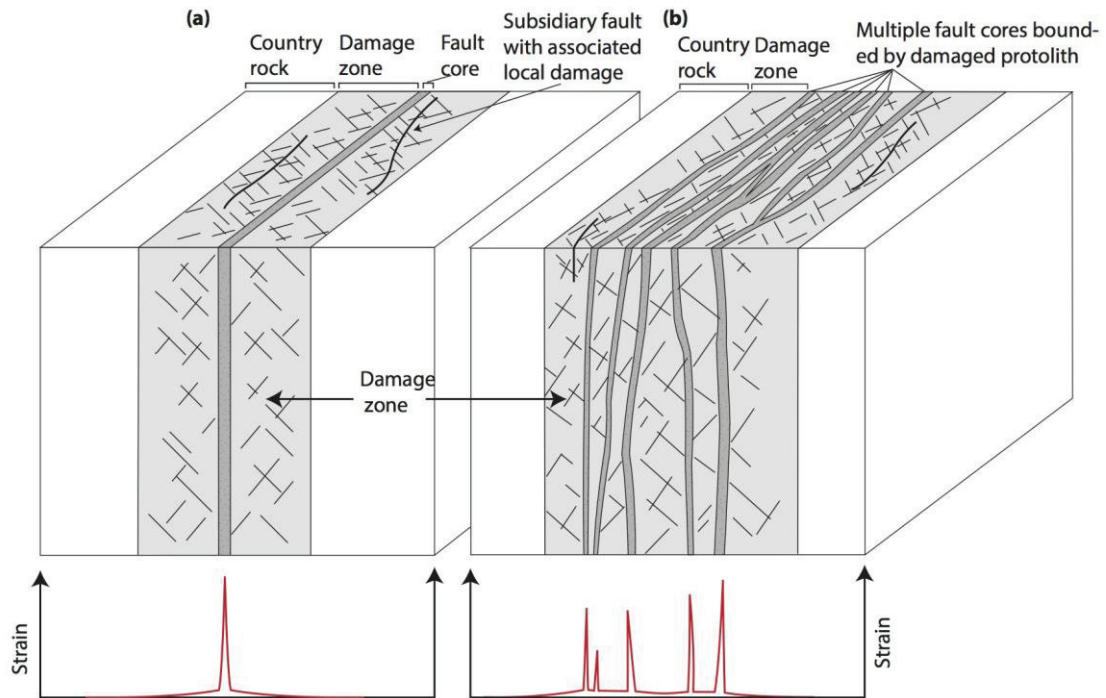 (a)
Country
rock
Damage
zone
Fault
core
Subsidiary fault
with associated
local damage
(b)
Country Damage
rock zone
Multiple fault cores bound-
ed by damaged protolith
Damage
zone
Strain
Strain